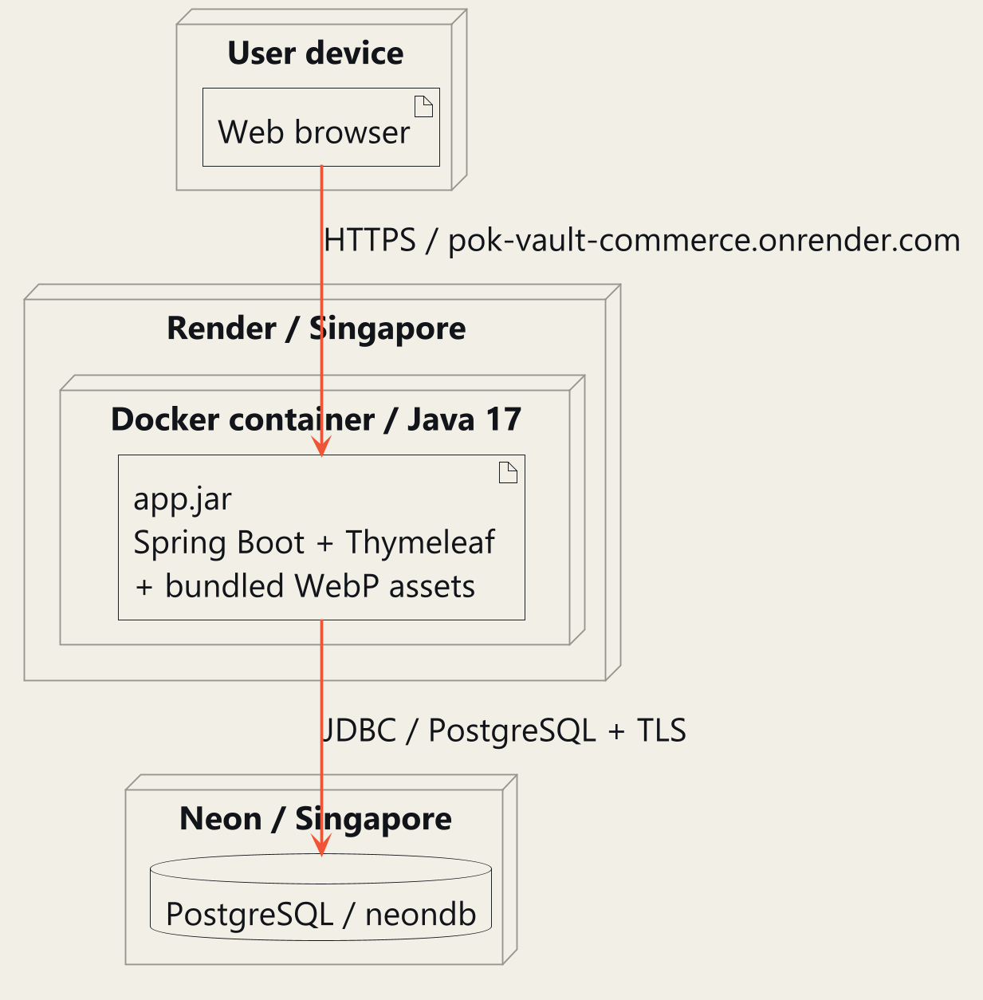 User device
Web browser
HTTPS / pok-vault-commerce.onrender.com
Render / Singapore
Docker container / Java 17
app.jar
Spring Boot + Thymeleaf
+ bundled WebP assets
JDBC / PostgreSQL + TLS
Neon / Singapore
PostgreSQL / neondb